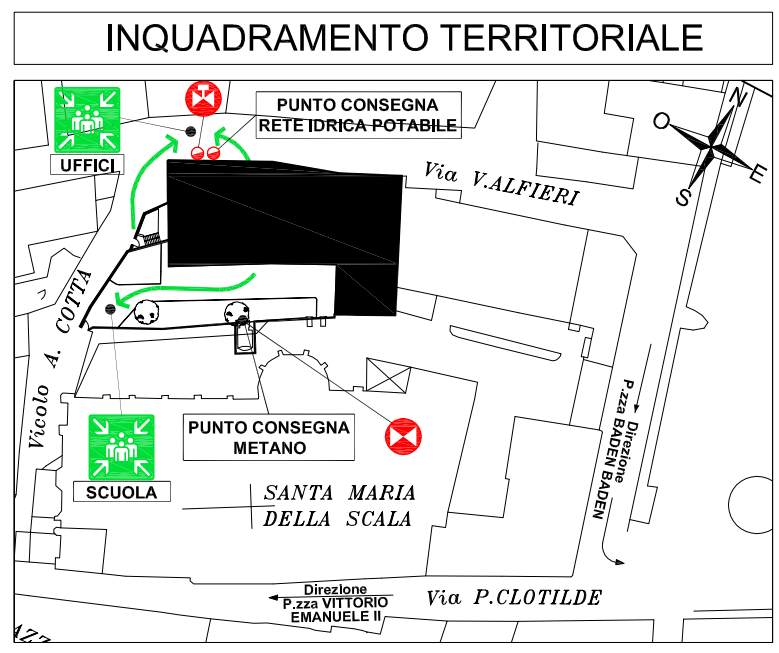 INQUADRAMENTO TERRITORIALE
PUNTO CONSEGNA
RETE IDRICA POTABILE
UFFICI
N
O
E
S
Via V.ALFIERI
Vicolo A. COTTA
Direzione
P.zza BADEN BADEN
PUNTO CONSEGNA
METANO
SCUOLA
SANTA MARIA
DELLA SCALA
Direzione
P.zza VITTORIO
EMANUELE II
Via P.CLOTILDE